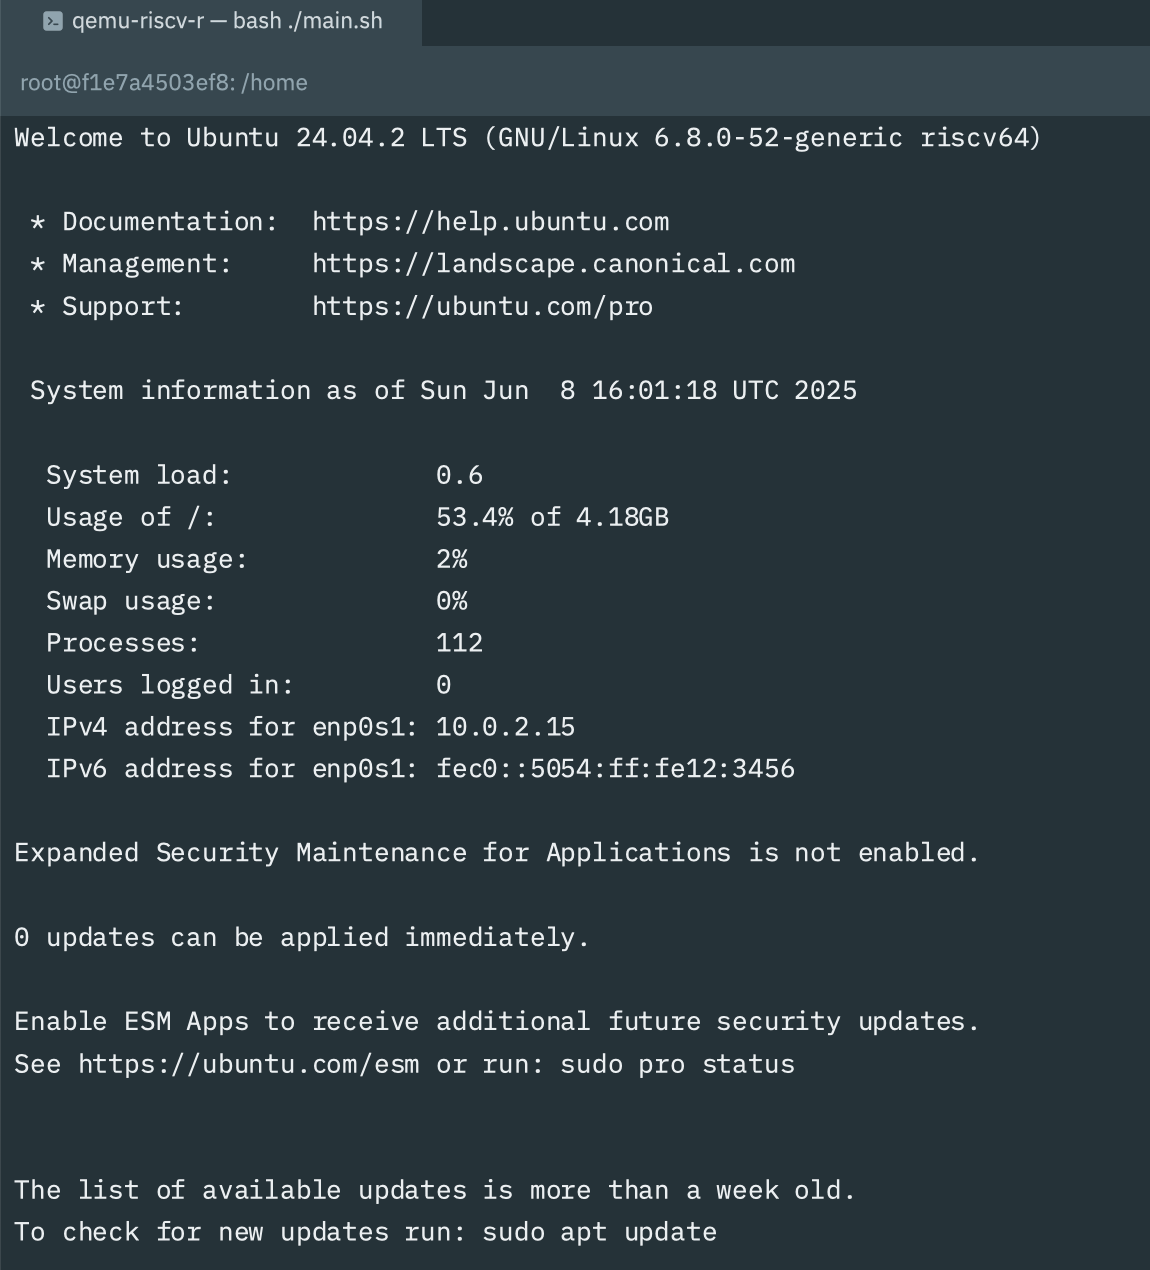 qemu-riscv-r — bash ./main.sh
root@f1e7a4503ef8: /home
Welcome to Ubuntu 24.04.2 LTS (GNU/Linux 6.8.0-52-generic riscv64)
* Documentation:  https://help.ubuntu.com
* Management:     https://landscape.canonical.com
* Support:        https://ubuntu.com/pro
System information as of Sun Jun  8 16:01:18 UTC 2025
System load:             0.6
Usage of /:              53.4% of 4.18GB
Memory usage:            2%
Swap usage:              0%
Processes:               112
Users logged in:         0
IPv4 address for enp0s1: 10.0.2.15
IPv6 address for enp0s1: fec0::5054:ff:fe12:3456
Expanded Security Maintenance for Applications is not enabled.
0 updates can be applied immediately.
Enable ESM Apps to receive additional future security updates.
See https://ubuntu.com/esm or run: sudo pro status
The list of available updates is more than a week old.
To check for new updates run: sudo apt update